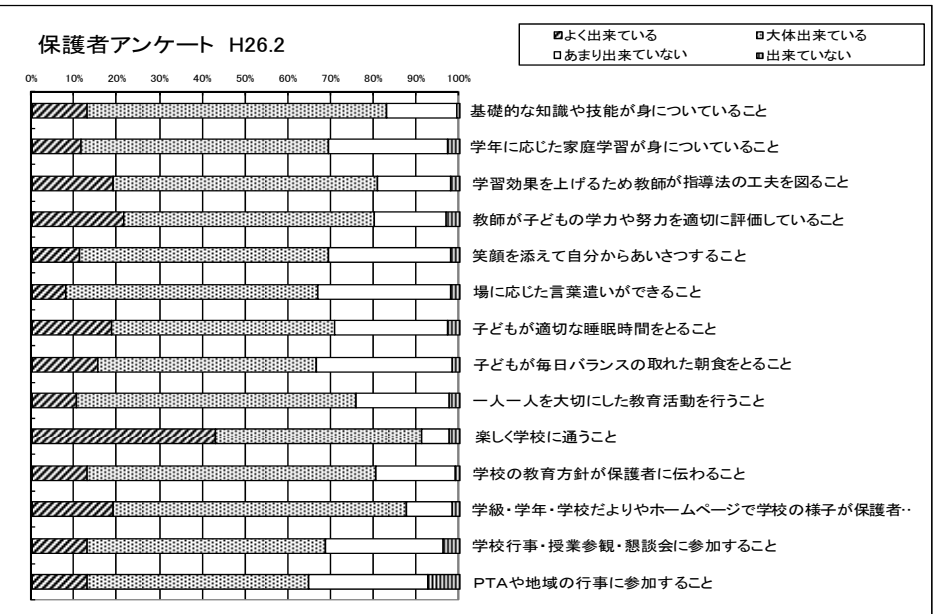 保護者アンケート H26.2
よく出来ている 大体出来ている
あまり出来ていない 出来ていない
0% 10% 20% 30% 40% 50% 60% 70% 80% 90% 100%
基礎的な知識や技能が身についていること
学年に応じた家庭学習が身についていること
学習効果を上げるため教師が指導法の工夫を図ること
教師が子どもの学力や努力を適切に評価していること
笑顔を添えて自分からあいさつすること
場に応じた言葉遣いができること
子どもが適切な睡眠時間をとること
子どもが毎日バランスの取れた朝食をとること
一人一人を大切にした教育活動を行うこと
楽しく学校に通うこと
学校の教育方針が保護者に伝わること
学級・学年・学校だよりやホームページで学校の様子が保護者‥
学校行事・授業参観・懇談会に参加すること
PTAや地域の行事に参加すること